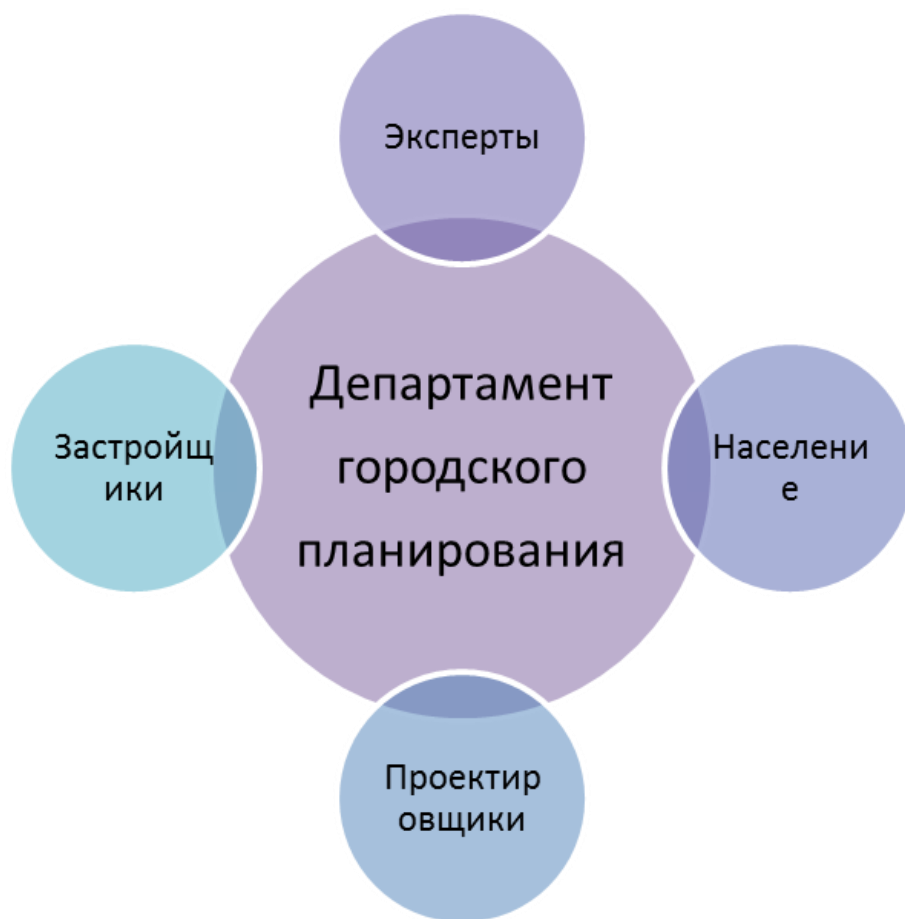 Эксперты
Департамент
городского
планирования
Застройщ
ики
Населени
е
Проектир
овщики